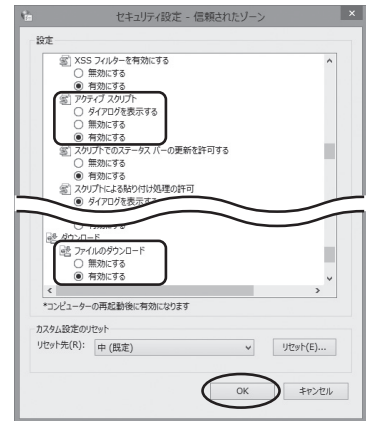 セキュリティ設定 - 信頼されたゾーン
設定
XSS フィルターを有効にする
無効にする
有効にする
アクティブ スクリプト
ダイアログを表示する
無効にする
有効にする
スクリプトでのステータス バーの更新を許可する
無効にする
有効にする
スクリプトによる貼り付け処理の許可
ダイアログを表示する
有効にする
ダウンロード
ファイルのダウンロード
無効にする
有効にする
*コンピューターの再起動後に有効になります
カスタム設定のリセット
リセット先(R):
中 (既定)
リセット(E)...
OK
キャンセル